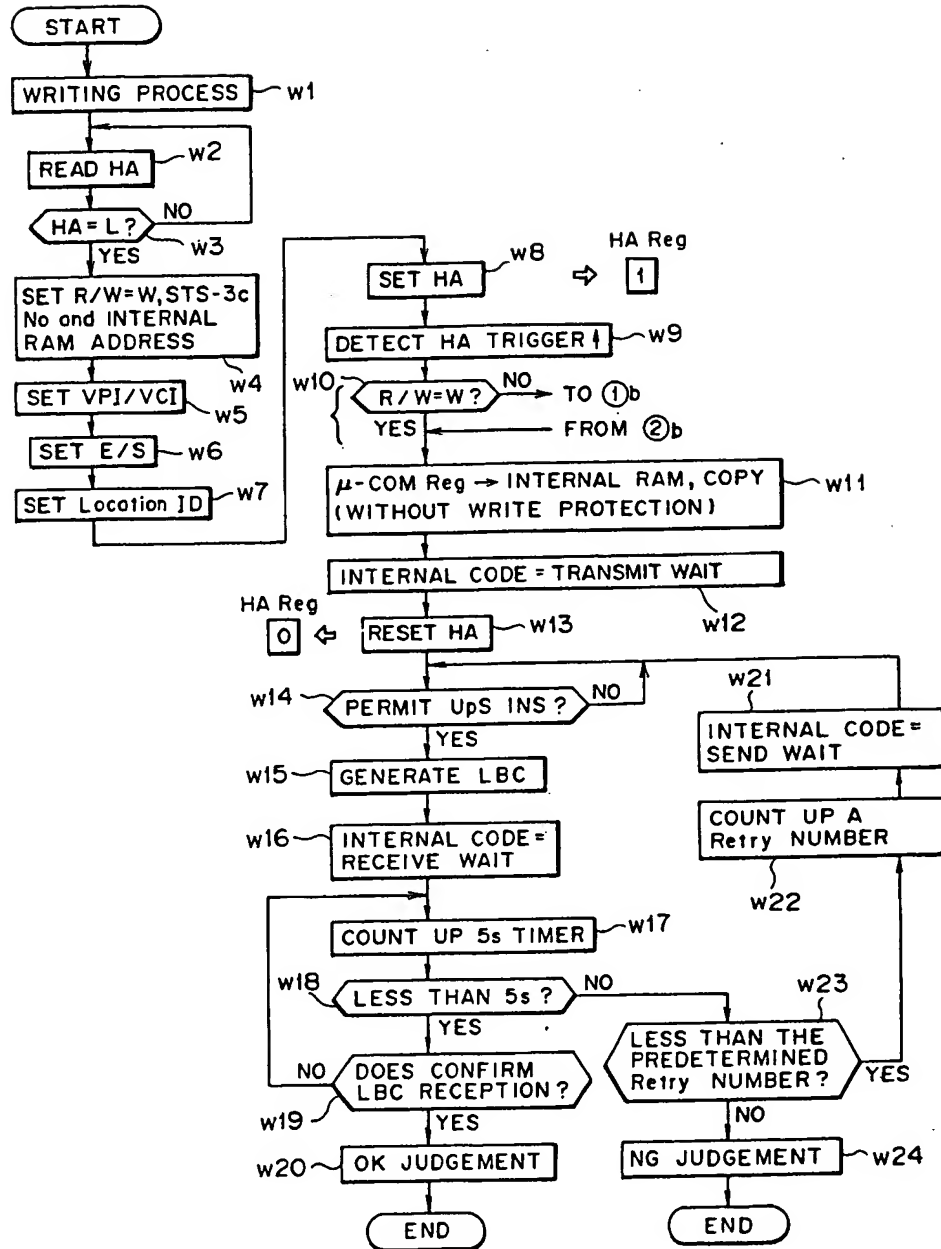 START
WRITING PROCESS
w1
READ HA
w2
HA=L?
NO
w3
YES
SET R/W=W,STS-3c
No and INTERNAL
RAM ADDRESS
w4
SET VPI/VCI
w5
SET E/S
w6
SET Location ID
w7
SET HA
w8
HA Reg
1
DETECT HA TRIGGER↑
w9
w10
R/W=W?
NO
TO ①b
YES
FROM ②b
μ-COM Reg → INTERNAL RAM, COPY
(WITHOUT WRITE PROTECTION)
w11
INTERNAL CODE=TRANSMIT WAIT
w12
HA Reg
0
RESET HA
w13
w14
PERMIT UpS INS?
NO
YES
w15
GENERATE LBC
w16
INTERNAL CODE=
RECEIVE WAIT
COUNT UP 5s TIMER
w17
w18
LESS THAN 5s?
NO
YES
NO
DOES CONFIRM
LBC RECEPTION?
w19
YES
w20
OK JUDGEMENT
END
w21
INTERNAL CODE=
SEND WAIT
COUNT UP A
Retry NUMBER
w22
w23
LESS THAN THE
PREDETERMINED
Retry NUMBER?
YES
NO
NG JUDGEMENT
w24
END